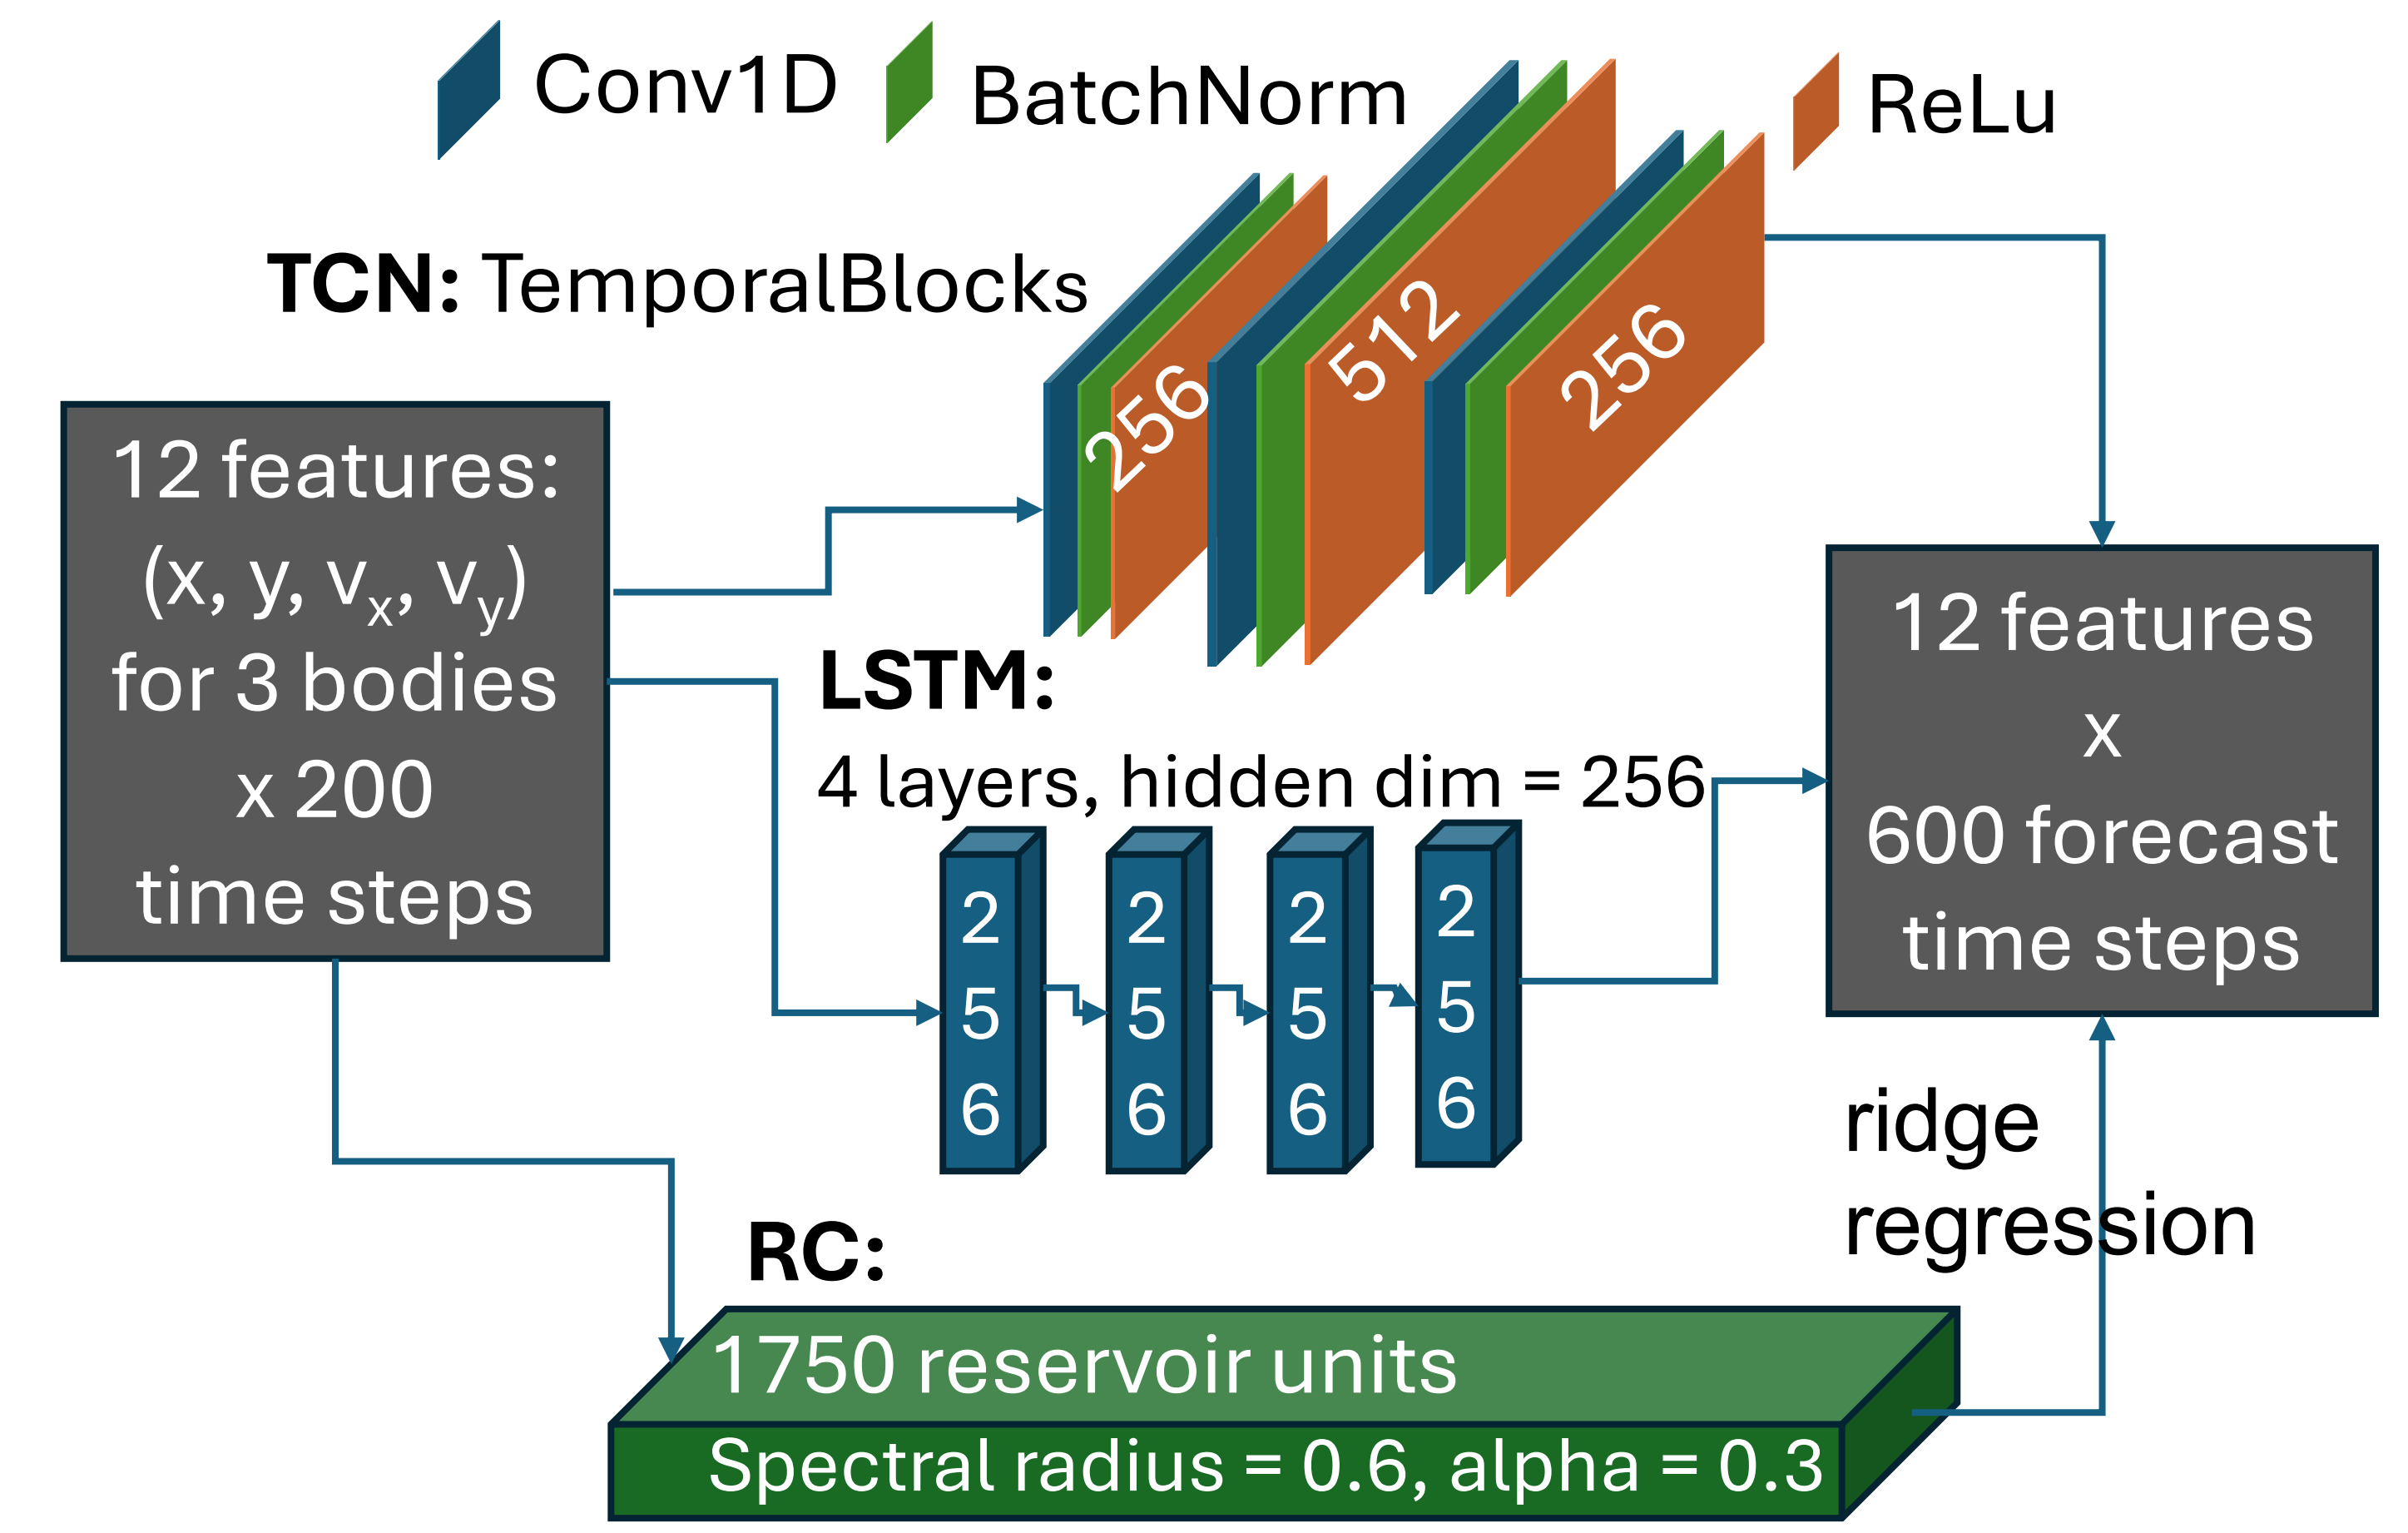 Conv1D
BatchNorm
ReLu
TCN: TemporalBlocks
256
512
256
12 features:
(x, y, vx, vy)
for 3 bodies
x 200
time steps
LSTM:
4 layers, hidden dim = 256
2
5
6
2
5
6
2
5
6
2
5
6
12 features
x
600 forecast
time steps
ridge
regression
RC:
1750 reservoir units
Spectral radius = 0.6, alpha = 0.3